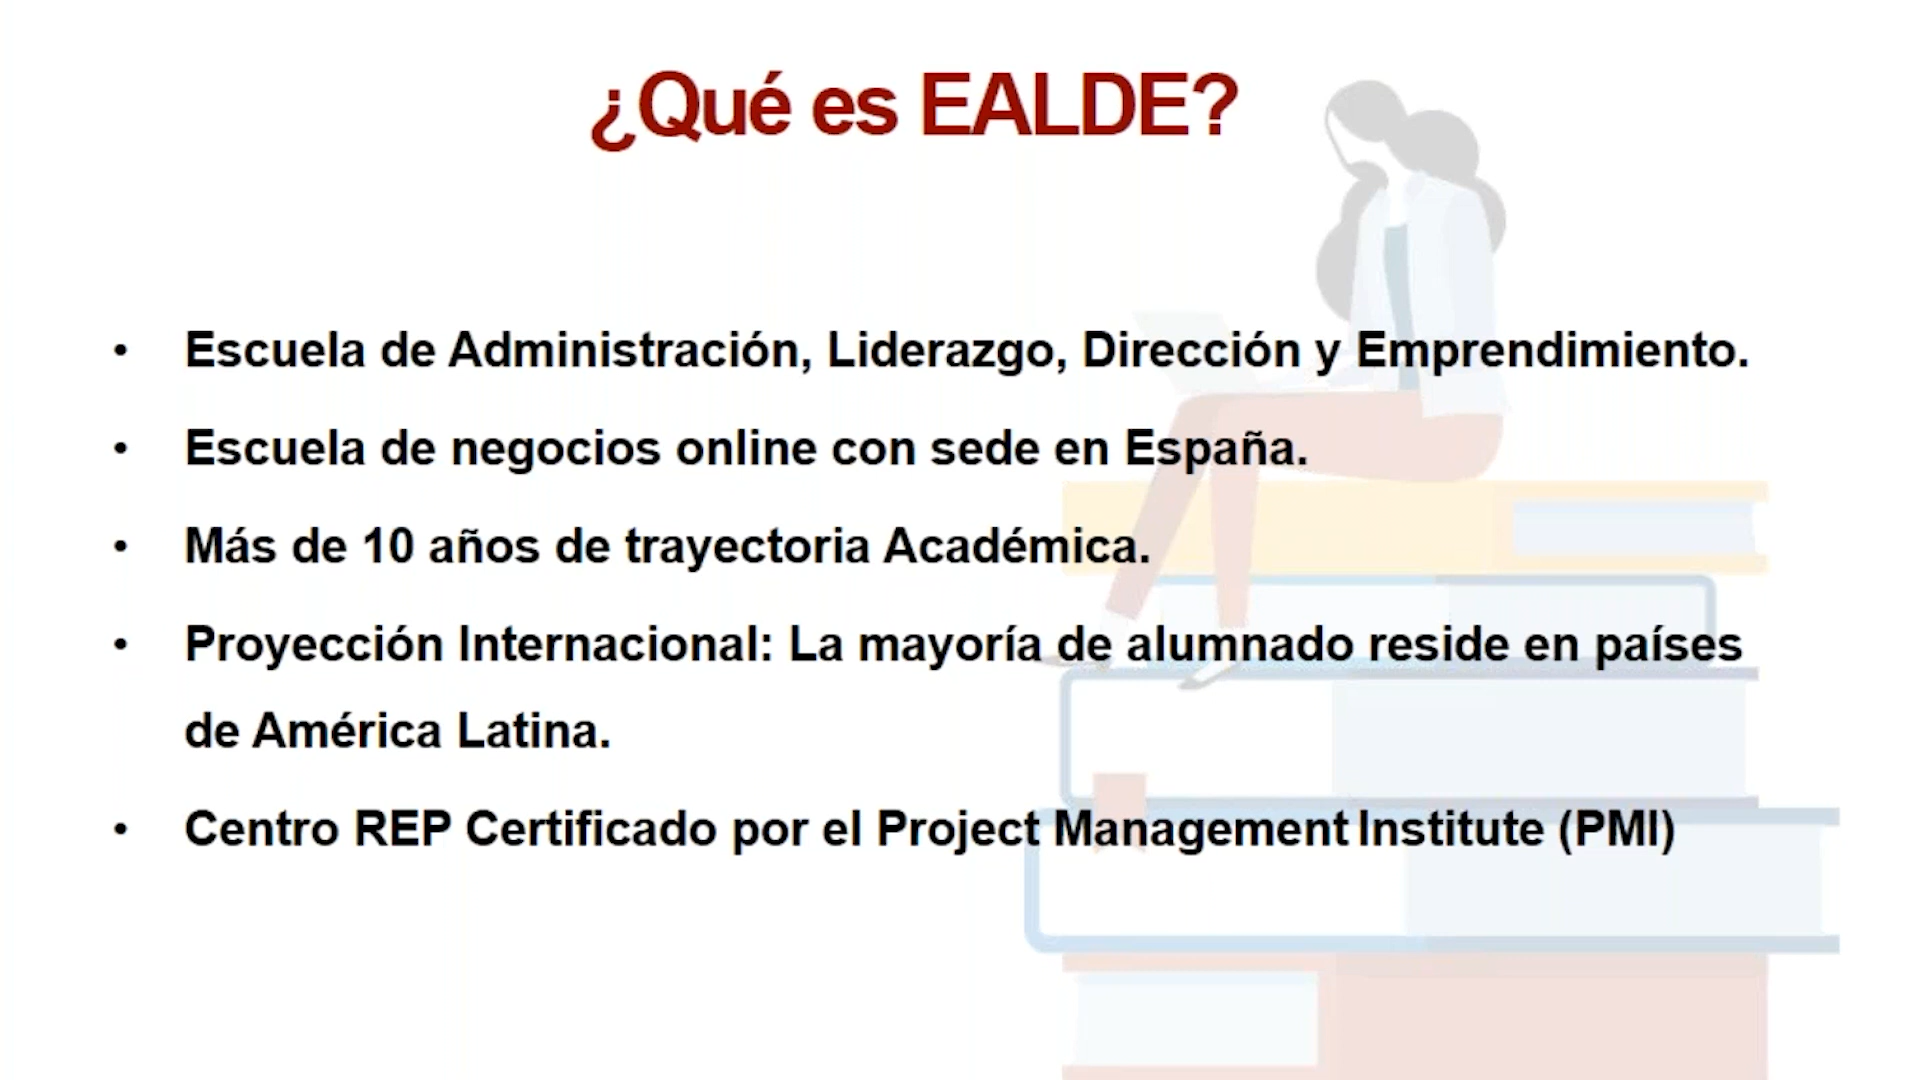 ¿Qué es EALDE?
• Escuela de Administración, Liderazgo, Dirección y Emprendimiento.
• Escuela de negocios online con sede en España.
• Más de 10 años de trayectoria Académica.
• Proyección Internacional: La mayoría de alumnado reside en países
de América Latina.
• Centro REP Certificado por el Project Management Institute (PMI)